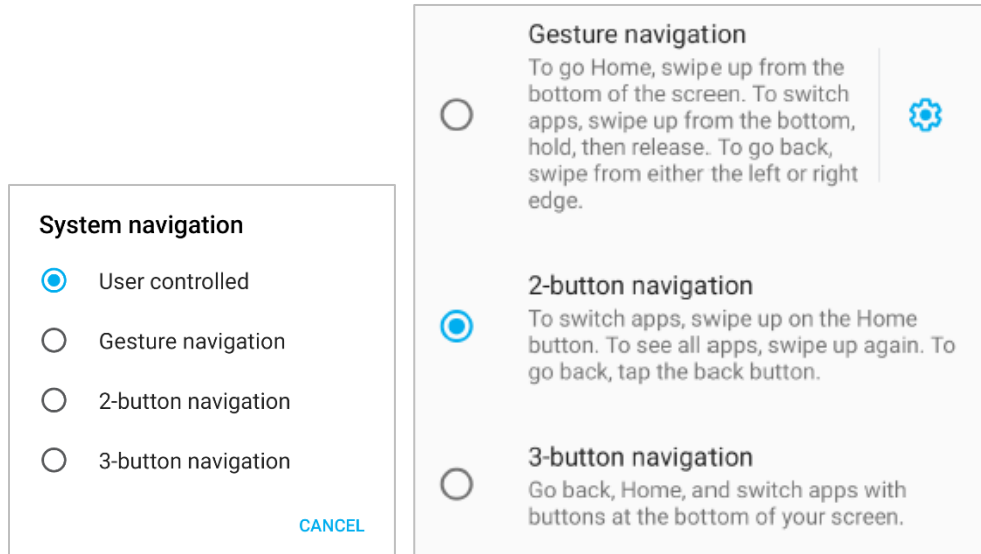 System navigation
User controlled
Gesture navigation
2-button navigation
3-button navigation
CANCEL
Gesture navigation
To go Home, swipe up from the
bottom of the screen. To switch
apps, swipe up from the bottom,
hold, then release. To go back,
swipe from either the left or right
edge.
2-button navigation
To switch apps, swipe up on the Home
button. To see all apps, swipe up again. To
go back, tap the back button.
3-button navigation
Go back, Home, and switch apps with
buttons at the bottom of your screen.